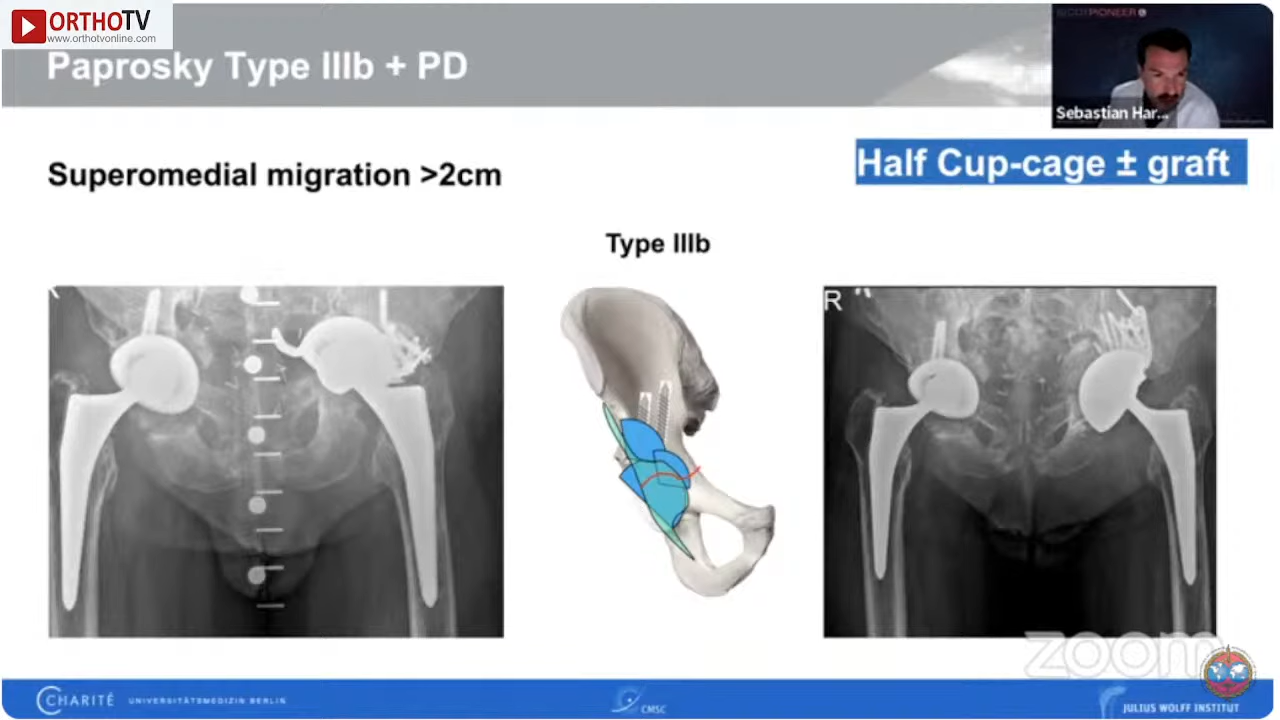 ORTHOTV
www.orthotvonline.com
Paprosky Type IIIb + PD
Sebastian Har...
Superomedial migration >2cm
Half Cup-cage ± graft
Type IIIb
R
zoom
CHARITÉ UNIVERSITÄTSMEDIZIN BERLIN
CMSC
JULIUS WOLFF INSTITUT